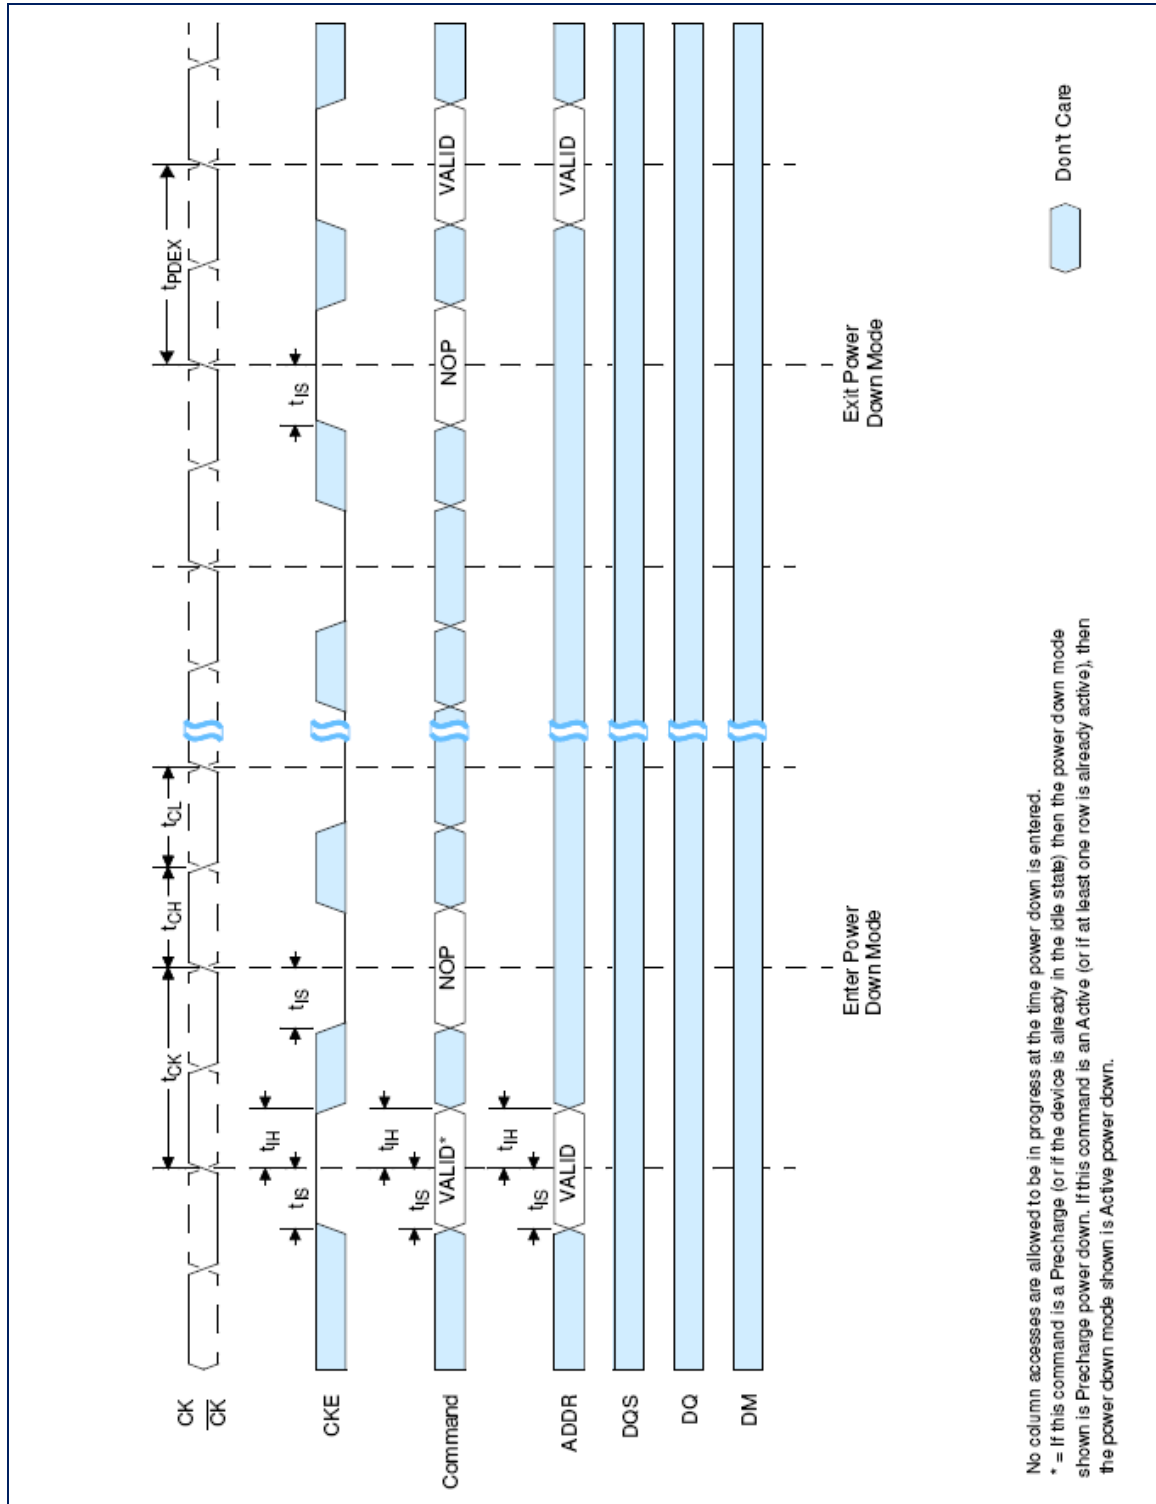 CK
CK
tCK
tCH
tCL
tPDEX
CKE
tIS
tIH
tIS
tIS
Command
tIS
tIH
VALID*
NOP
NOP
VALID
ADDR
tIS
tIH
VALID
VALID
DQS
DQ
DM
Enter Power
Down Mode
Exit Power
Down Mode
Don't Care
No column accesses are allowed to be in progress at the time power down is entered.
* = If this command is a Precharge (or if the device is already in the idle state) then the power down mode
shown is Precharge power down. If this command is an Active (or if at least one row is already active), then
the power down mode shown is Active power down.